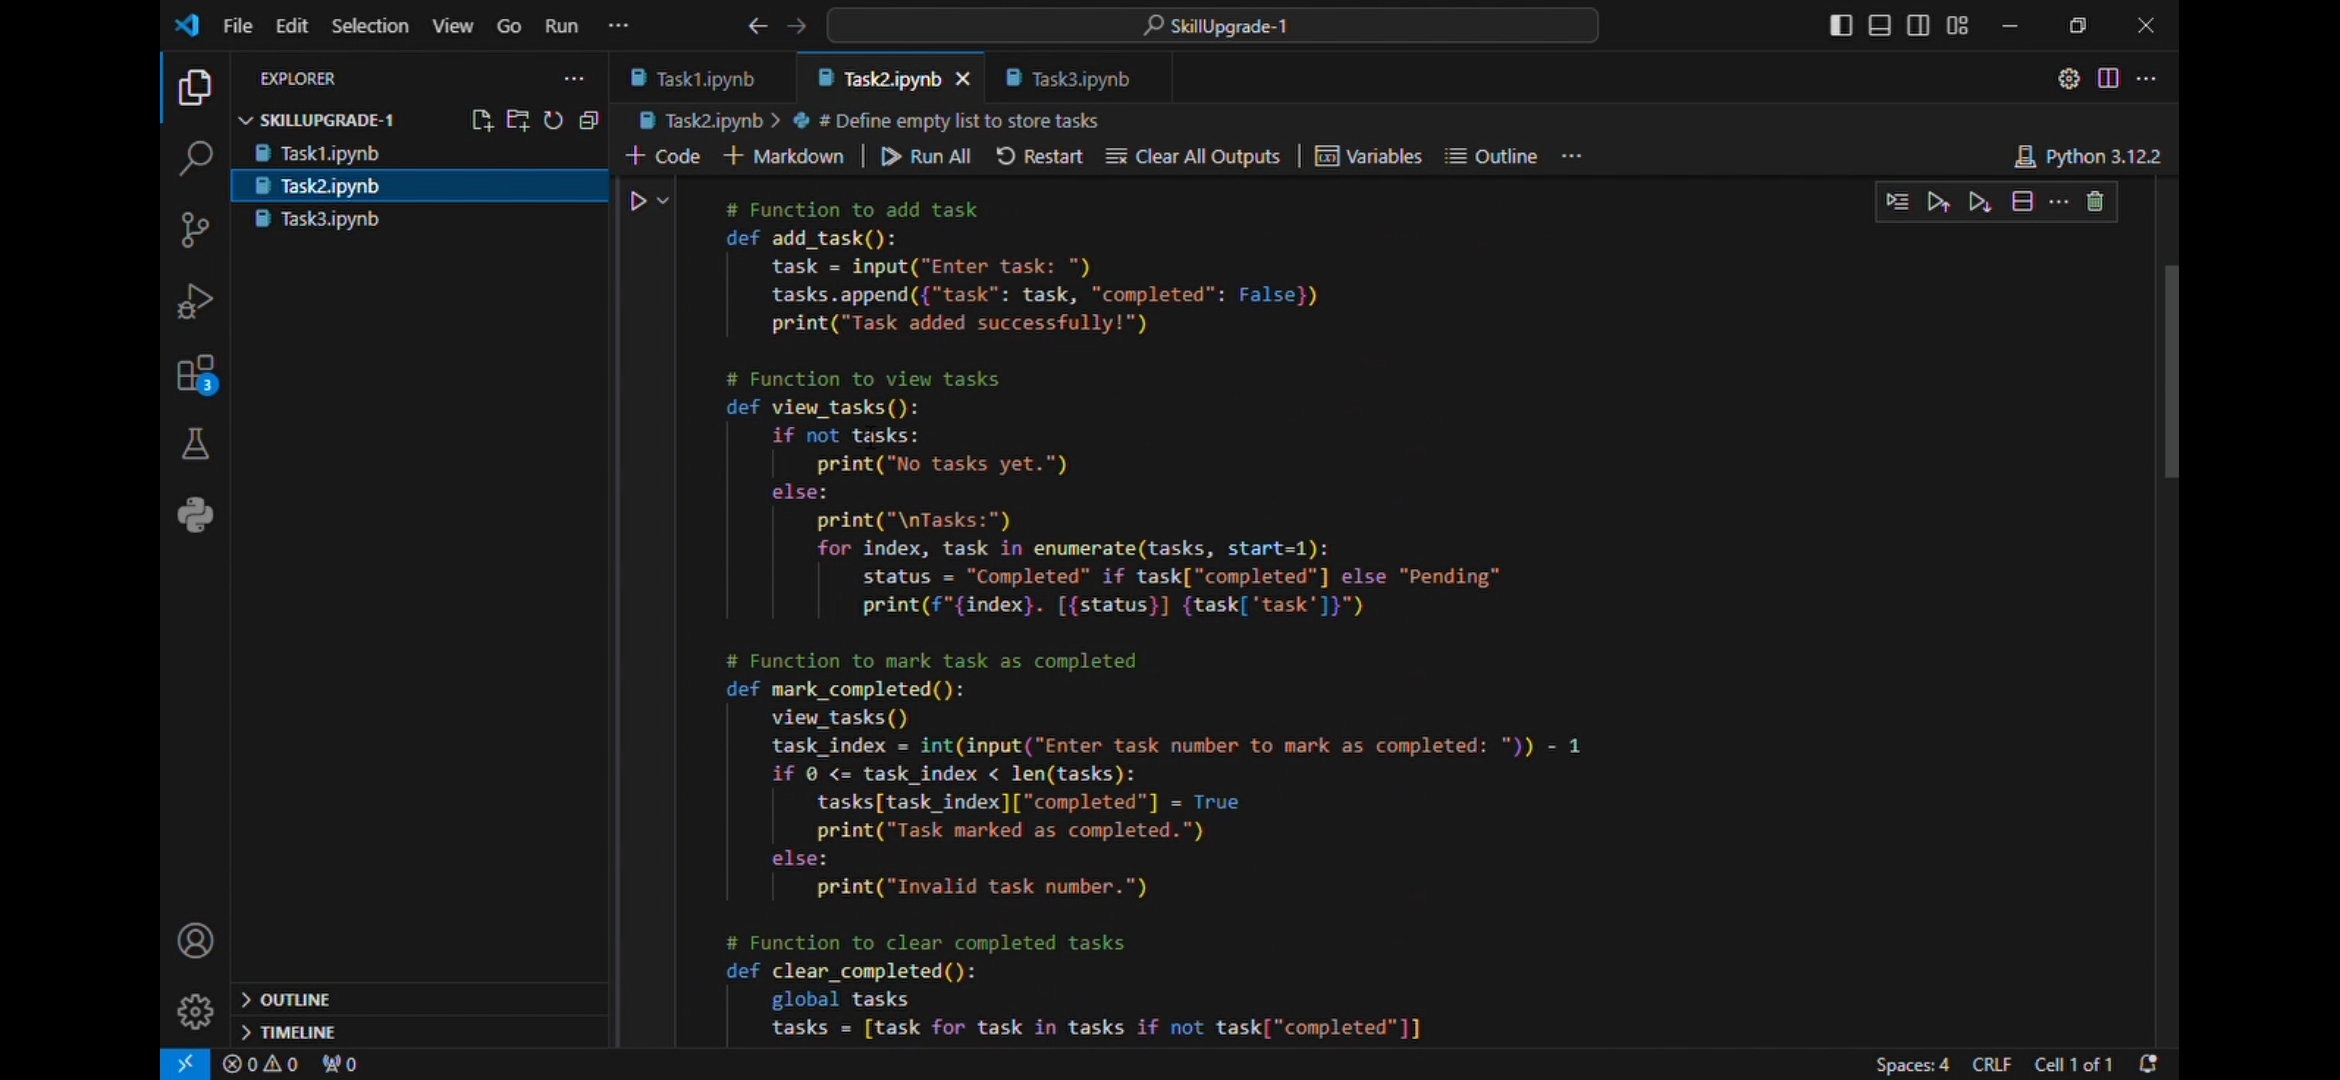 File Edit Selection View Go Run ··· SkillUpgrade-1
EXPLORER ···
Task1.ipynb Task2.ipynb Task3.ipynb ···
SKILLUPGRADE-1
Task1.ipynb
Task2.ipynb
Task3.ipynb
3
OUTLINE
TIMELINE
Task2.ipynb > # Define empty list to store tasks
+ Code + Markdown Run All Restart Clear All Outputs Variables Outline ··· Python 3.12.2
# Function to add task
def add_task():
    task = input("Enter task: ")
    tasks.append({"task": task, "completed": False})
    print("Task added successfully!")
# Function to view tasks
def view_tasks():
    if not tasks:
        print("No tasks yet.")
    else:
        print("\nTasks:")
        for index, task in enumerate(tasks, start=1):
            status = "Completed" if task["completed"] else "Pending"
            print(f"{index}. [{status}] {task['task']}")
# Function to mark task as completed
def mark_completed():
    view_tasks()
    task_index = int(input("Enter task number to mark as completed: ")) - 1
    if 0 <= task_index < len(tasks):
        tasks[task_index]["completed"] = True
        print("Task marked as completed.")
    else:
        print("Invalid task number.")
# Function to clear completed tasks
def clear_completed():
    global tasks
    tasks = [task for task in tasks if not task["completed"]]
0 0 0 Spaces: 4 CRLF Cell 1 of 1